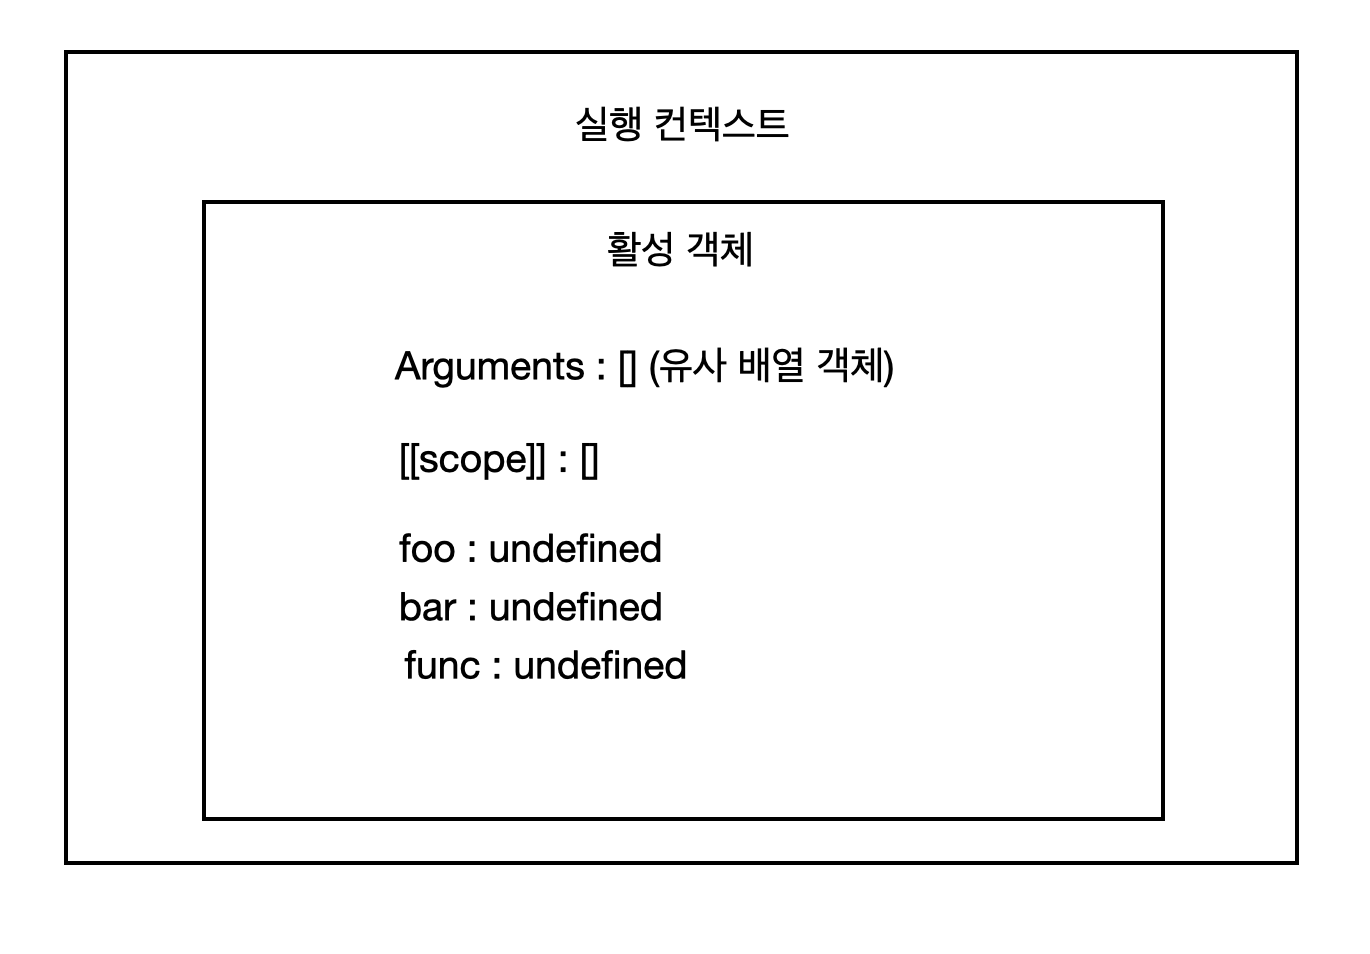 실행 컨텍스트
활성 객체
Arguments : [] (유사 배열 객체)
[[scope]] : []
foo : undefined
bar : undefined
func : undefined